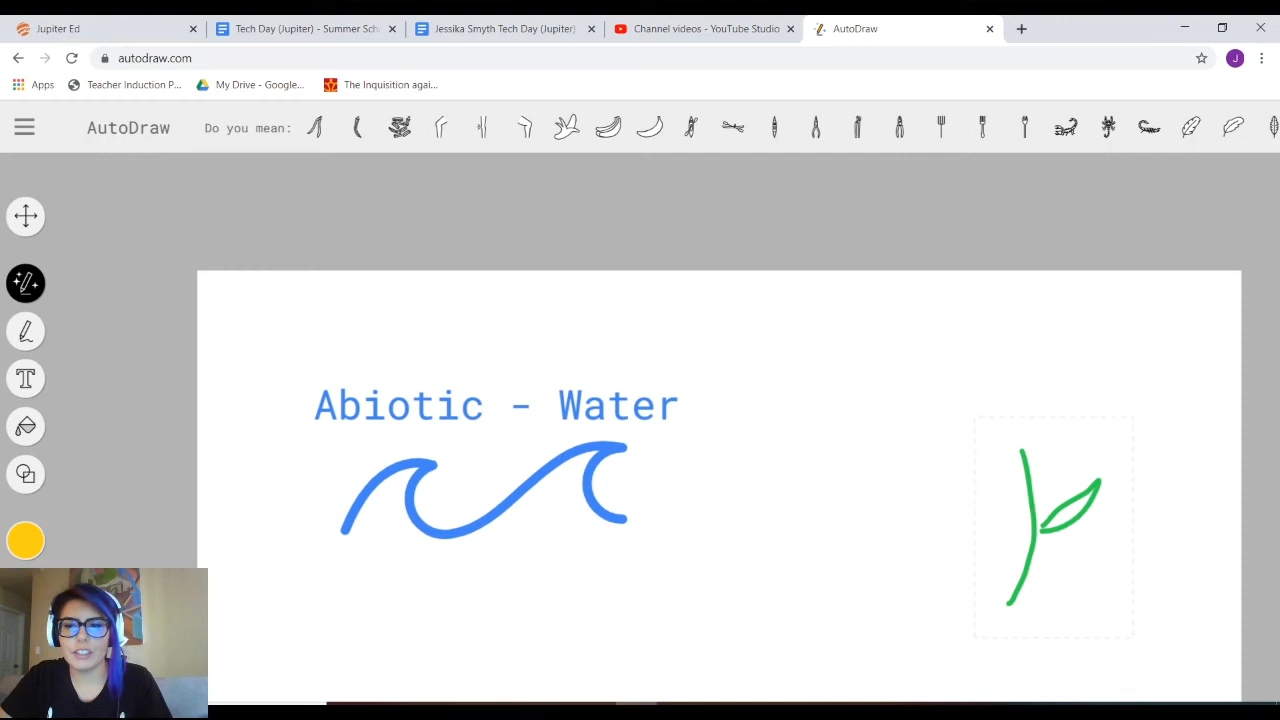 Jupiter Ed
Tech Day (Jupiter) - Summer Sch
Jessika Smyth Tech Day (Jupiter)
Channel videos - YouTube Studio
AutoDraw
autodraw.com
J
Apps
Teacher Induction P...
My Drive - Google...
The Inquisition agai...
AutoDraw
Do you mean:
T
Abiotic - Water